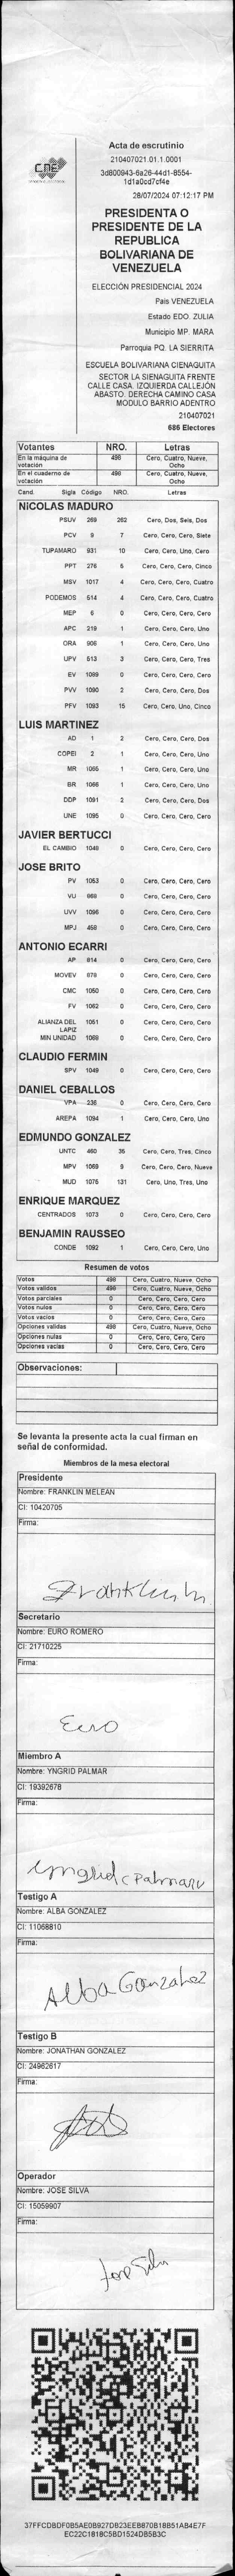 CNE
Acta de escrutinio
210407021.01.1.0001
3d800943-6a26-44d1-8554-
1d1a0cd7cf4e
28/07/2024 07:12:17 PM
PRESIDENTA O
PRESIDENTE DE LA
REPUBLICA
BOLIVARIANA DE
VENEZUELA
ELECCIÓN PRESIDENCIAL 2024
País VENEZUELA
Estado EDO. ZULIA
Municipio MP. MARA
Parroquia PQ. LA SIERRITA
ESCUELA BOLIVARIANA CIENAGUITA
SECTOR LA SIENAGUITA FRENTE
CALLE CASA. IZQUIERDA CALLEJÓN
ABASTO. DERECHA CAMINO CASA
MODULO BARRIO ADENTRO
210407021
686 Electores
Votantes NRO. Letras
En la máquina de votación 498 Cero, Cuatro, Nueve, Ocho
En el cuaderno de votación 498 Cero, Cuatro, Nueve, Ocho
Cand. Sigla Código NRO. Letras
NICOLAS MADURO
PSUV 269 262 Cero, Dos, Seis, Dos
PCV 9 7 Cero, Cero, Cero, Siete
TUPAMARO 931 10 Cero, Cero, Uno, Cero
PPT 276 5 Cero, Cero, Cero, Cinco
MSV 1017 4 Cero, Cero, Cero, Cuatro
PODEMOS 514 4 Cero, Cero, Cero, Cuatro
MEP 6 0 Cero, Cero, Cero, Cero
APC 219 1 Cero, Cero, Cero, Uno
ORA 906 1 Cero, Cero, Cero, Uno
UPV 513 3 Cero, Cero, Cero, Tres
EV 1089 0 Cero, Cero, Cero, Cero
PVV 1090 2 Cero, Cero, Cero, Dos
PFV 1093 15 Cero, Cero, Uno, Cinco
LUIS MARTINEZ
AD 1 2 Cero, Cero, Cero, Dos
COPEI 2 1 Cero, Cero, Cero, Uno
MR 1065 1 Cero, Cero, Cero, Uno
BR 1066 1 Cero, Cero, Cero, Uno
DDP 1091 2 Cero, Cero, Cero, Dos
UNE 1095 0 Cero, Cero, Cero, Cero
JAVIER BERTUCCI
EL CAMBIO 1048 0 Cero, Cero, Cero, Cero
JOSE BRITO
PV 1053 0 Cero, Cero, Cero, Cero
VU 969 0 Cero, Cero, Cero, Cero
UVV 1096 0 Cero, Cero, Cero, Cero
MPJ 458 0 Cero, Cero, Cero, Cero
ANTONIO ECARRI
AP 614 0 Cero, Cero, Cero, Cero
MOVEV 679 0 Cero, Cero, Cero, Cero
CMC 1050 0 Cero, Cero, Cero, Cero
FV 1062 0 Cero, Cero, Cero, Cero
ALIANZA DEL LAPIZ 1051 0 Cero, Cero, Cero, Cero
MIN UNIDAD 1069 0 Cero, Cero, Cero, Cero
CLAUDIO FERMIN
SPV 1049 0 Cero, Cero, Cero, Cero
DANIEL CEBALLOS
VPA 236 0 Cero, Cero, Cero, Cero
AREPA 1094 1 Cero, Cero, Cero, Uno
EDMUNDO GONZALEZ
UNTC 460 35 Cero, Cero, Tres, Cinco
MPV 1059 9 Cero, Cero, Cero, Nueve
MUD 1075 131 Cero, Uno, Tres, Uno
ENRIQUE MARQUEZ
CENTRADOS 1073 0 Cero, Cero, Cero, Cero
BENJAMIN RAUSSEO
CONDE 1092 1 Cero, Cero, Cero, Uno
Resumen de votos
Votos 498 Cero, Cuatro, Nueve, Ocho
Votos validos 498 Cero, Cuatro, Nueve, Ocho
Votos parciales 0 Cero, Cero, Cero, Cero
Votos nulos 0 Cero, Cero, Cero, Cero
Votos vacíos 0 Cero, Cero, Cero, Cero
Opciones validas 498 Cero, Cuatro, Nueve, Ocho
Opciones nulas 0 Cero, Cero, Cero, Cero
Opciones vacías 0 Cero, Cero, Cero, Cero
Observaciones:
Se levanta la presente acta la cual firman en
señal de conformidad.
Miembros de la mesa electoral
Presidente
Nombre: FRANKLIN MELEAN
CI: 10420705
Firma:
Franklin
Secretario
Nombre: EURO ROMERO
CI: 21710225
Firma:
Euro
Miembro A
Nombre: YNGRID PALMAR
CI: 19392678
Firma:
Testigo A
Nombre: ALBA GONZALEZ
CI: 11068810
Firma:
Alba Gonzalez
Testigo B
Nombre: JONATHAN GONZALEZ
CI: 24962617
Firma:
Operador
Nombre: JOSE SILVA
CI: 15059907
Firma:
Jose Silva
37FFCDBDF0B5AE0B927DB23EEB870B18B51AB4E7F
EC22C1818C5BD1524DB5B3C